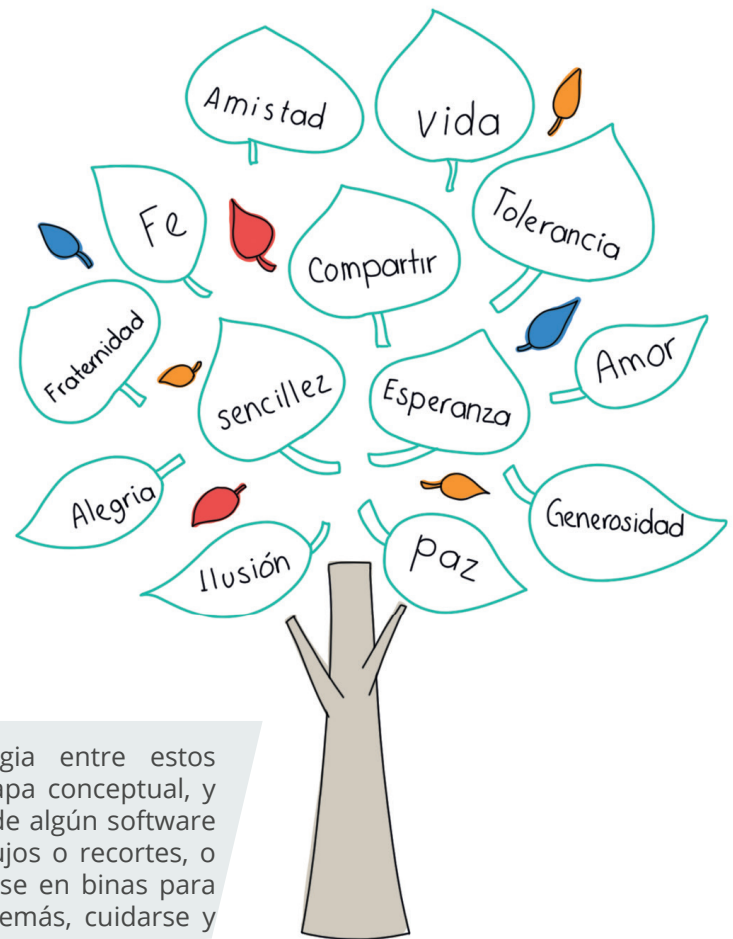 Amistad
vida
Fe
Tolerancia
Compartir
Fraternidad
Amor
sencillez
Esperanza
Alegria
Generosidad
Ilusión
paz
gia entre estos
apa conceptual, y
de algún software
ujos o recortes, o
se en binas para
emás, cuidarse y